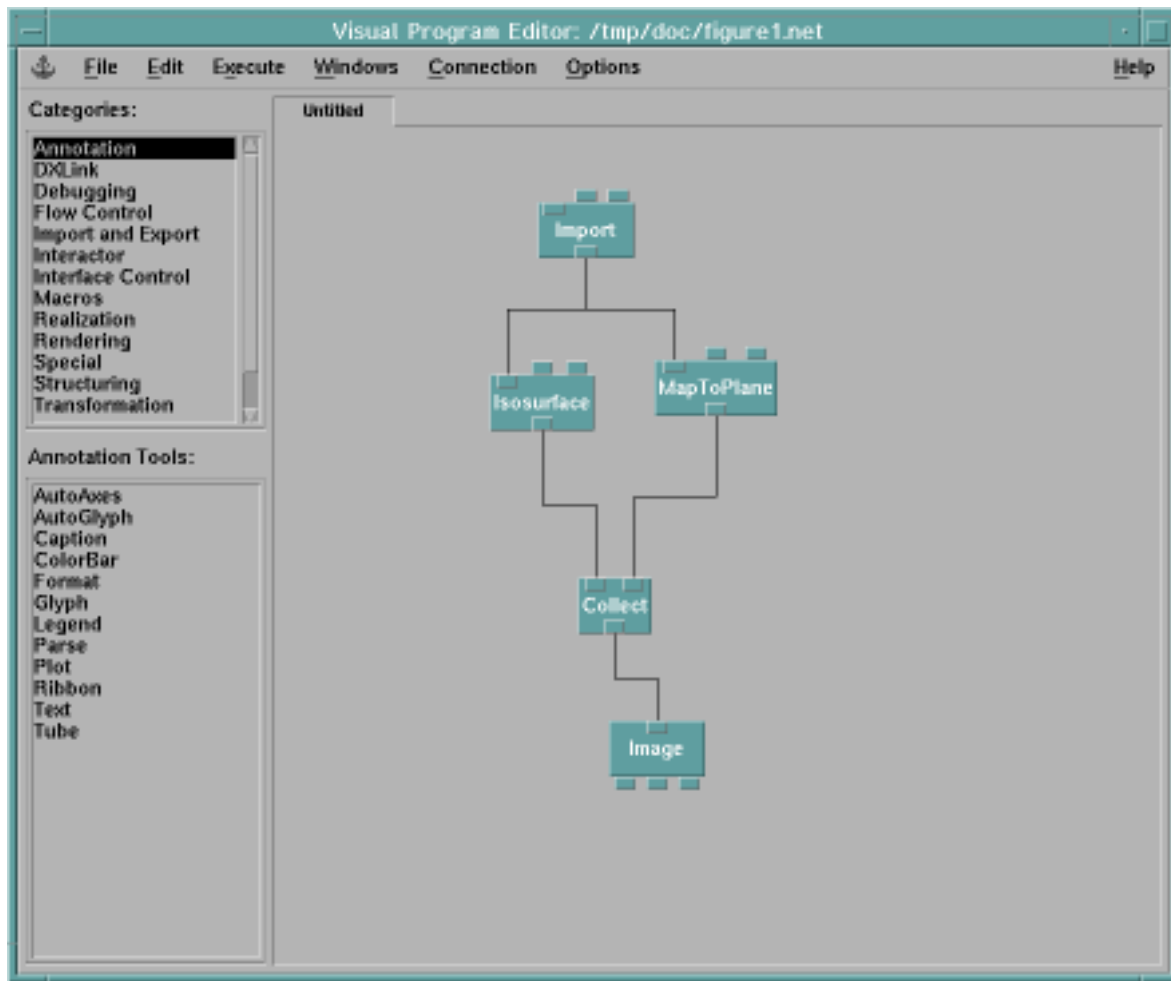 Visual Program Editor: /tmp/doc/figure1.net
File Edit Execute Windows Connection Options Help
Categories:
Annotation
DXLink
Debugging
Flow Control
Import and Export
Interactor
Interface Control
Macros
Realization
Rendering
Special
Structuring
Transformation
Annotation Tools:
AutoAxes
AutoGlyph
Caption
ColorBar
Format
Glyph
Legend
Parse
Plot
Ribbon
Text
Tube
Untitled
Import
Isosurface
MapToPlane
Collect
Image